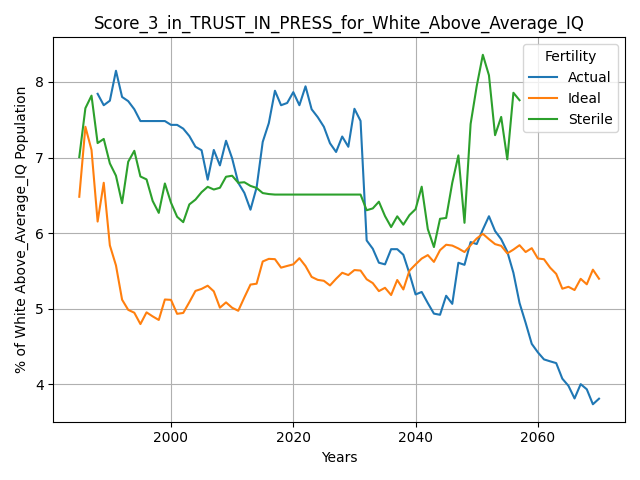 Score_3_in_TRUST_IN_PRESS_for_White_Above_Average_IQ
% of White Above_Average_IQ Population
8
7
6
5
4
Fertility
Actual
Ideal
Sterile
2000
2020
2040
2060
Years